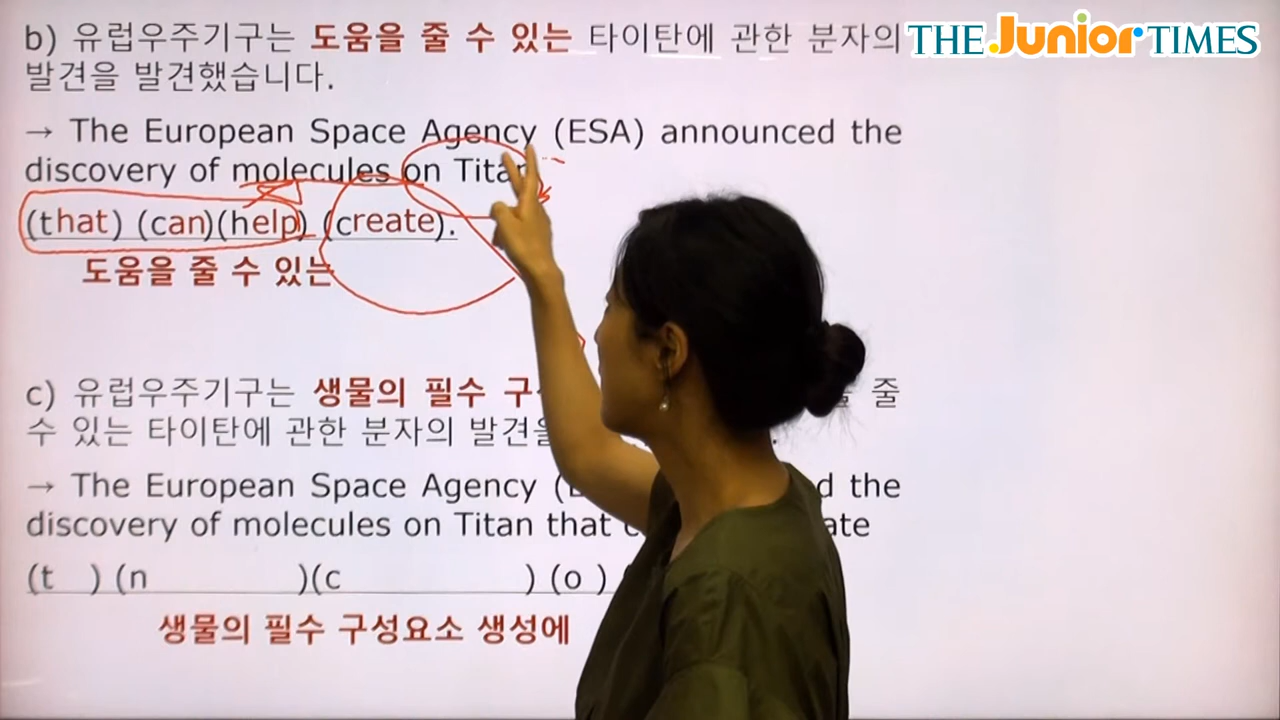 THE Junior TIMES
b) 유럽우주기구는 도움을 줄 수 있는 타이탄에 관한 분자의
발견을 발견했습니다.
→ The European Space Agency (ESA) announced the
discovery of molecules on Titan
(that) (can)(help) (create).
도움을 줄 수 있는
c) 유럽우주기구는 생물의 필수 줄
수 있는 타이탄에 관한 분자의 발견을
→ The European Space Agency the
discovery of molecules on Titan that
(t ) (n )(c ) (o )
생물의 필수 구성요소 생성에